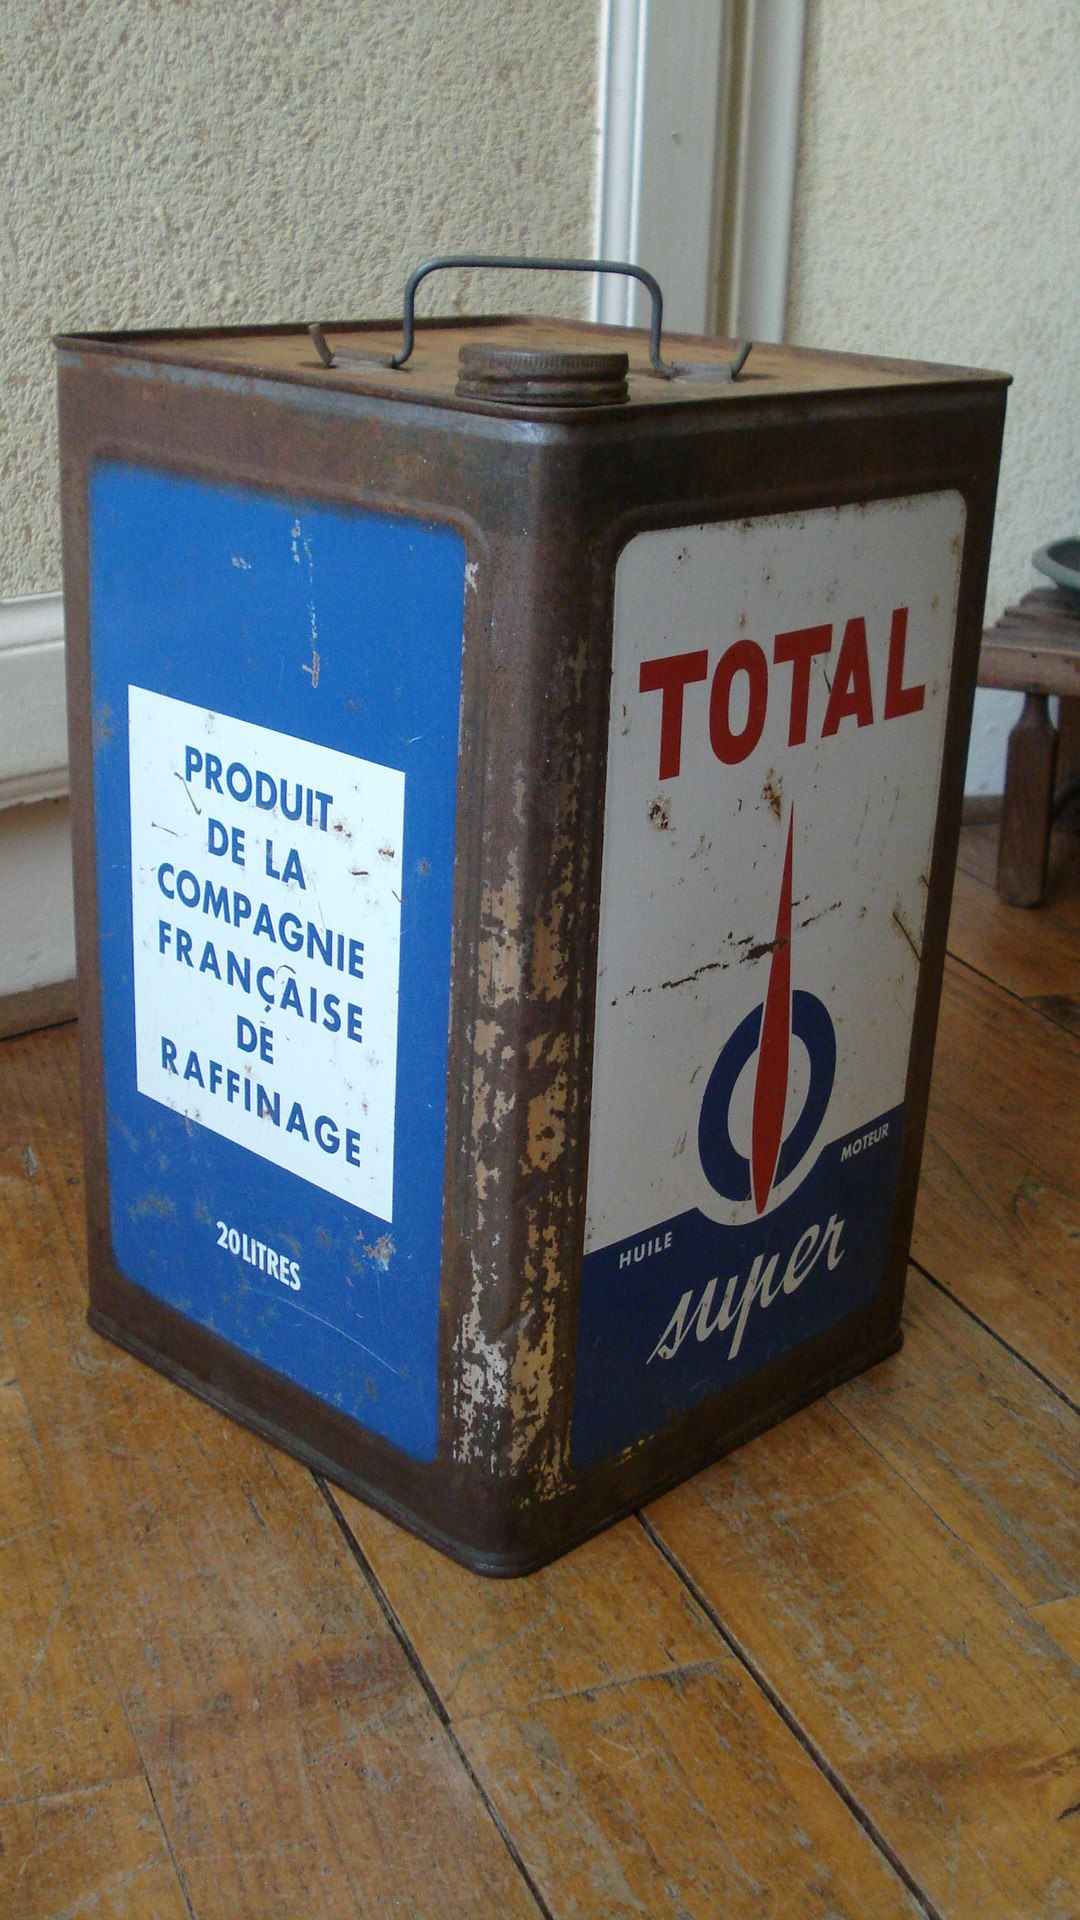 PRODUIT
DE LA
COMPAGNIE
FRANÇAISE
DE
RAFFINAGE
20 LITRES
TOTAL
HUILE
MOTEUR
super